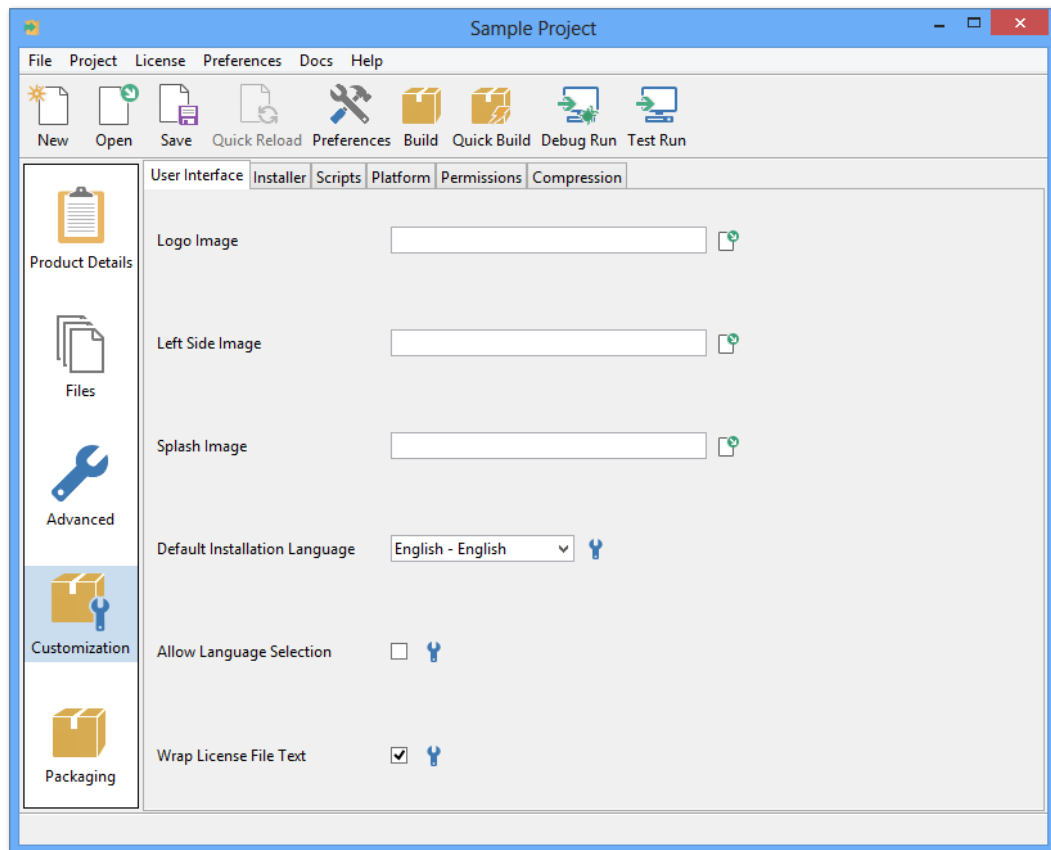 Sample Project
File Project License Preferences Docs Help
New Open Save Quick Reload Preferences Build Quick Build Debug Run Test Run
User Interface Installer Scripts Platform Permissions Compression
Product Details
Files
Advanced
Customization
Packaging
Logo Image
Left Side Image
Splash Image
Default Installation Language English - English
Allow Language Selection
Wrap License File Text